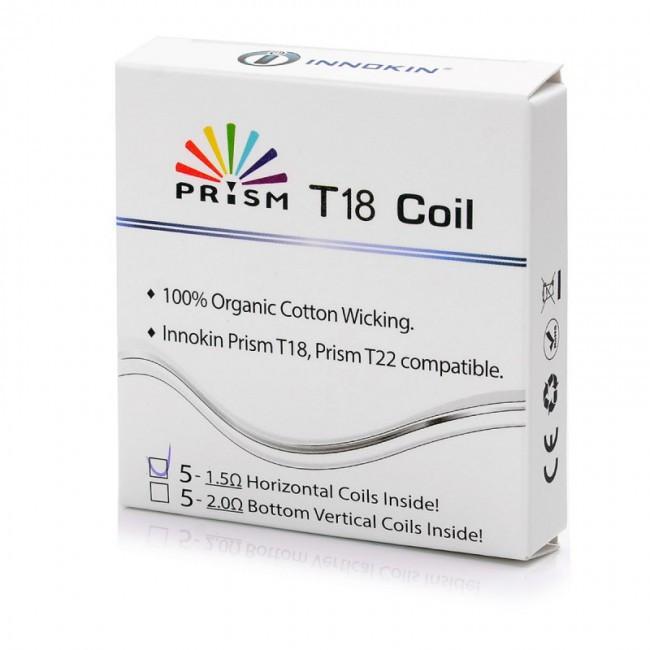 INNOKIN®
PRiSM T18 Coil
♦ 100% Organic Cotton Wicking.
♦ Innokin Prism T18, Prism T22 compatible.
5- 1.5Ω Horizontal Coils Inside!
5- 2.0Ω Bottom Vertical Coils Inside!
CE